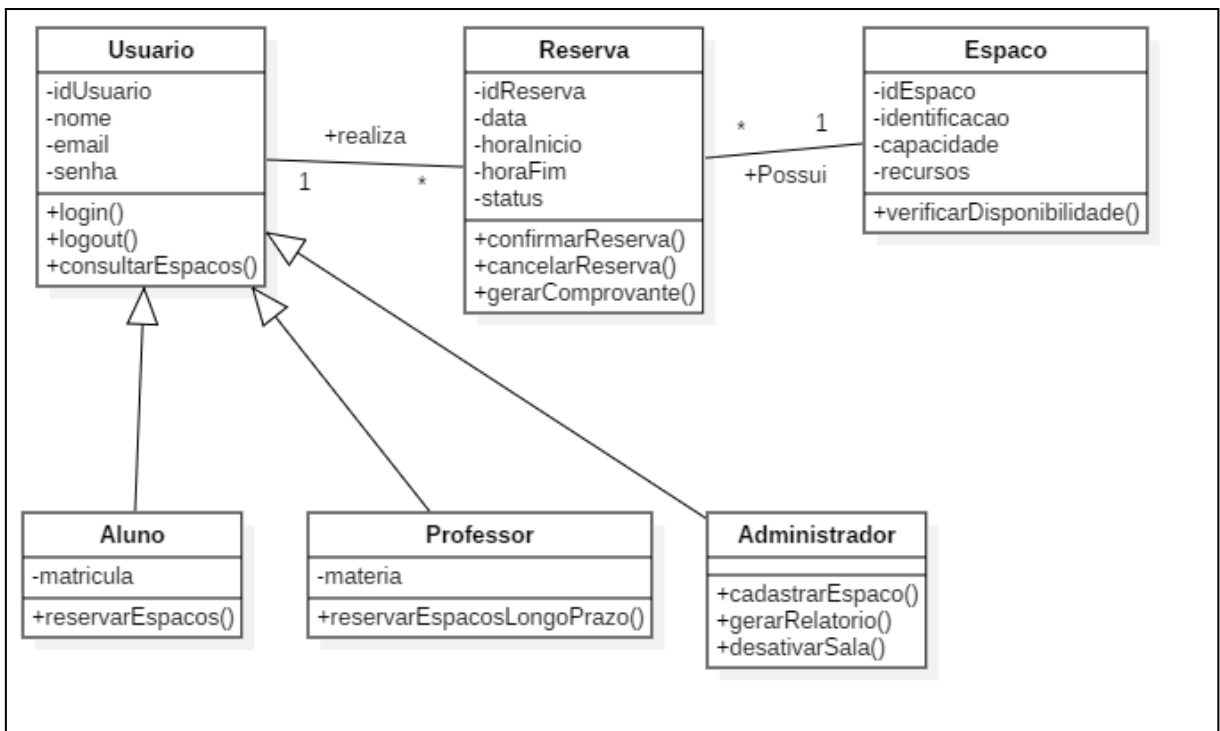 Usuario
-idUsuario
-nome
-email
-senha
+login()
+logout()
+consultarEspacos()
+realiza
1
*
Reserva
-idReserva
-data
-horaInicio
-horaFim
-status
+confirmarReserva()
+cancelarReserva()
+gerarComprovante()
*
1
+Possui
Espaco
-idEspaco
-identificacao
-capacidade
-recursos
+verificarDisponibilidade()
Aluno
-matricula
+reservarEspacos()
Professor
-materia
+reservarEspacosLongoPrazo()
Administrador
+cadastrarEspaco()
+gerarRelatorio()
+desativarSala()